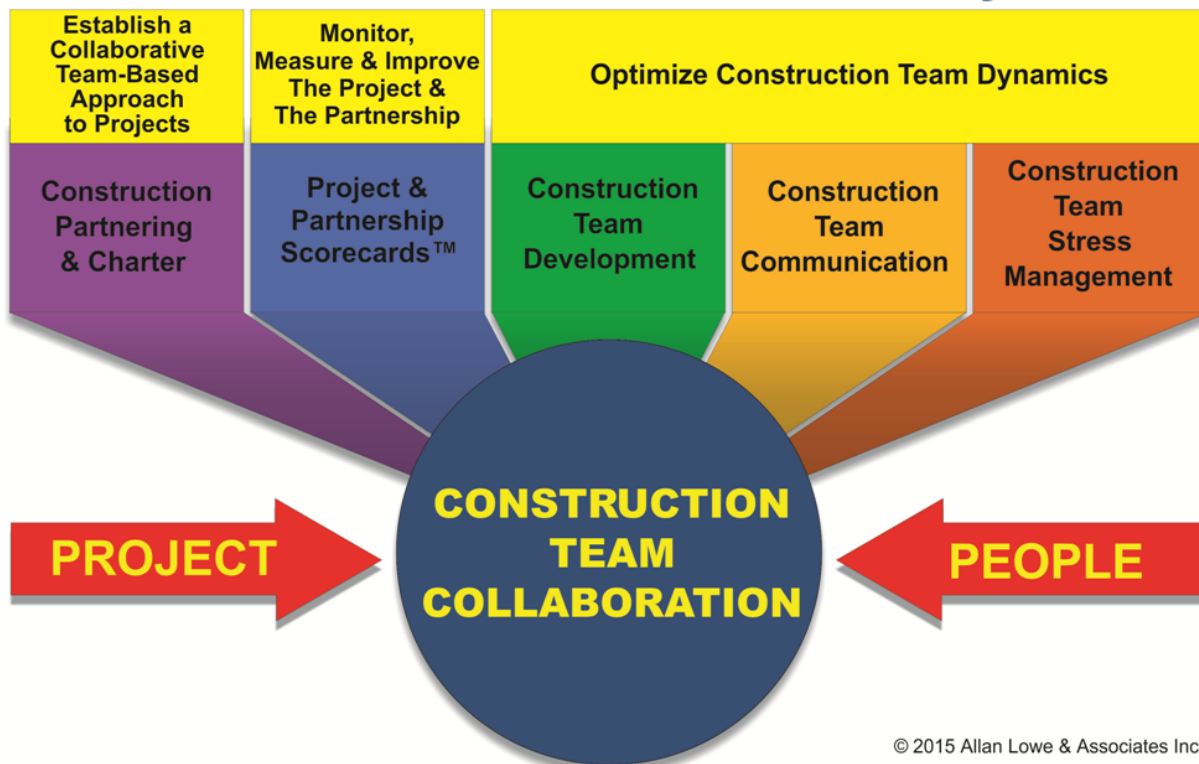 Establish a
Collaborative
Team-Based
Approach
to Projects
Monitor,
Measure & Improve
The Project &
The Partnership
Optimize Construction Team Dynamics
Construction
Partnering
& Charter
Project &
Partnership
Scorecards™
Construction
Team
Development
Construction
Team
Communication
Construction
Team
Stress
Management
PROJECT
CONSTRUCTION
TEAM
COLLABORATION
PEOPLE
© 2015 Allan Lowe & Associates Inc